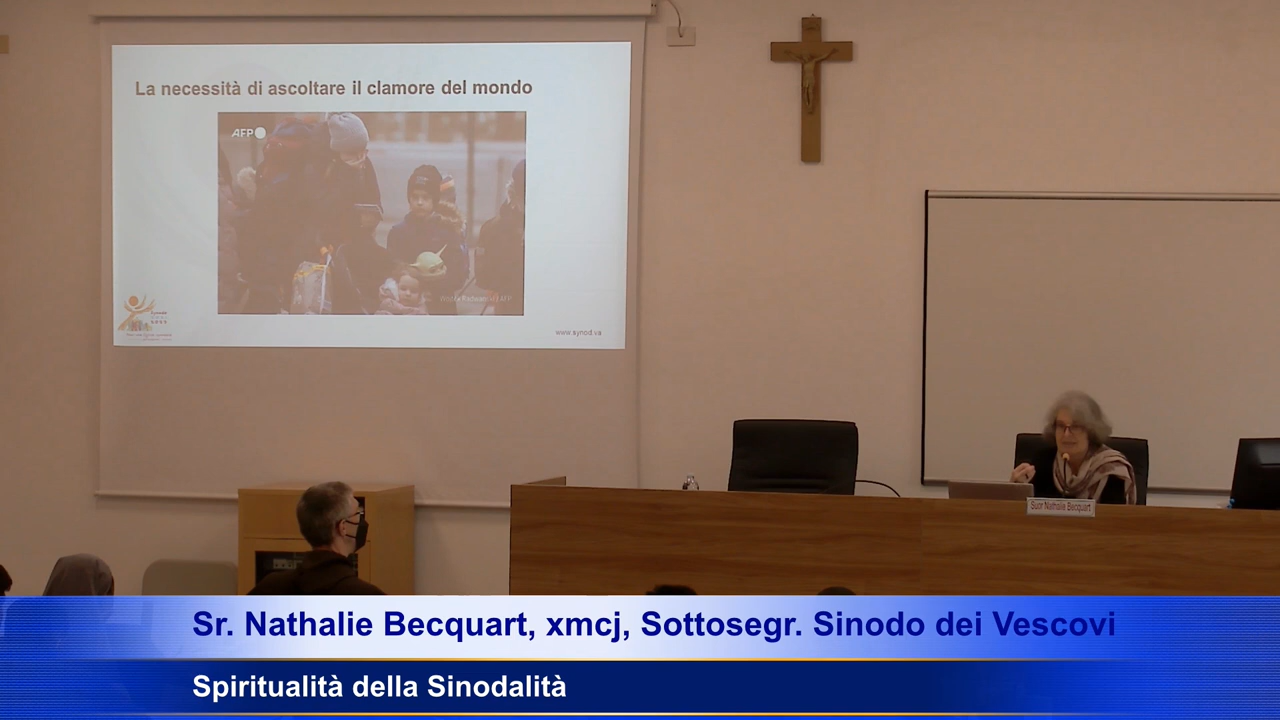 La necessità di ascoltare il clamore del mondo
AFP
www.synod.va
Suor Nathalie Becquart
Sr. Nathalie Becquart, xmcj, Sottosegr. Sinodo dei Vescovi
Spiritualità della Sinodalità